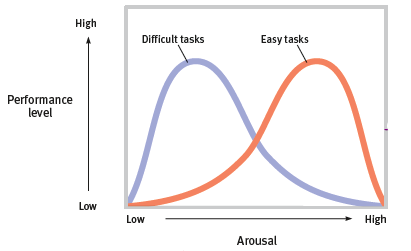 High
Difficult tasks
Easy tasks
Performance
level
Low
Low
High
Arousal